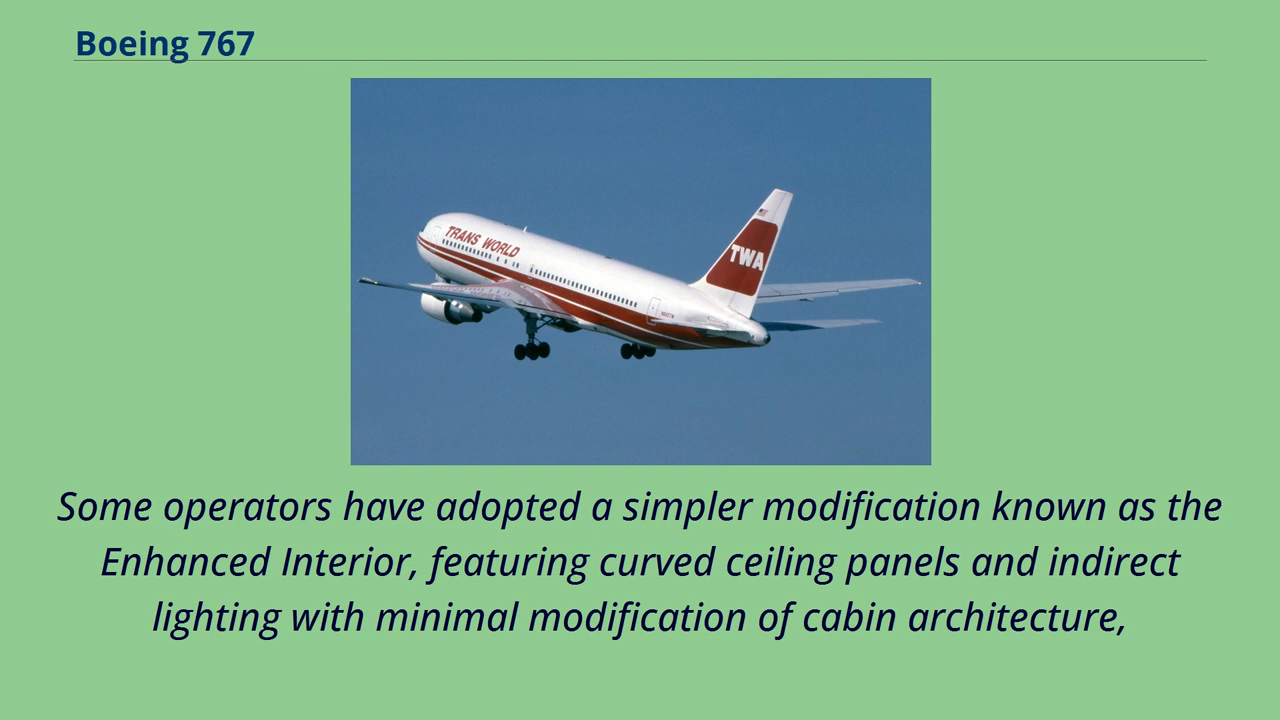 Boeing 767
TRANS WORLD
TWA
Some operators have adopted a simpler modification known as the
Enhanced Interior, featuring curved ceiling panels and indirect
lighting with minimal modification of cabin architecture,